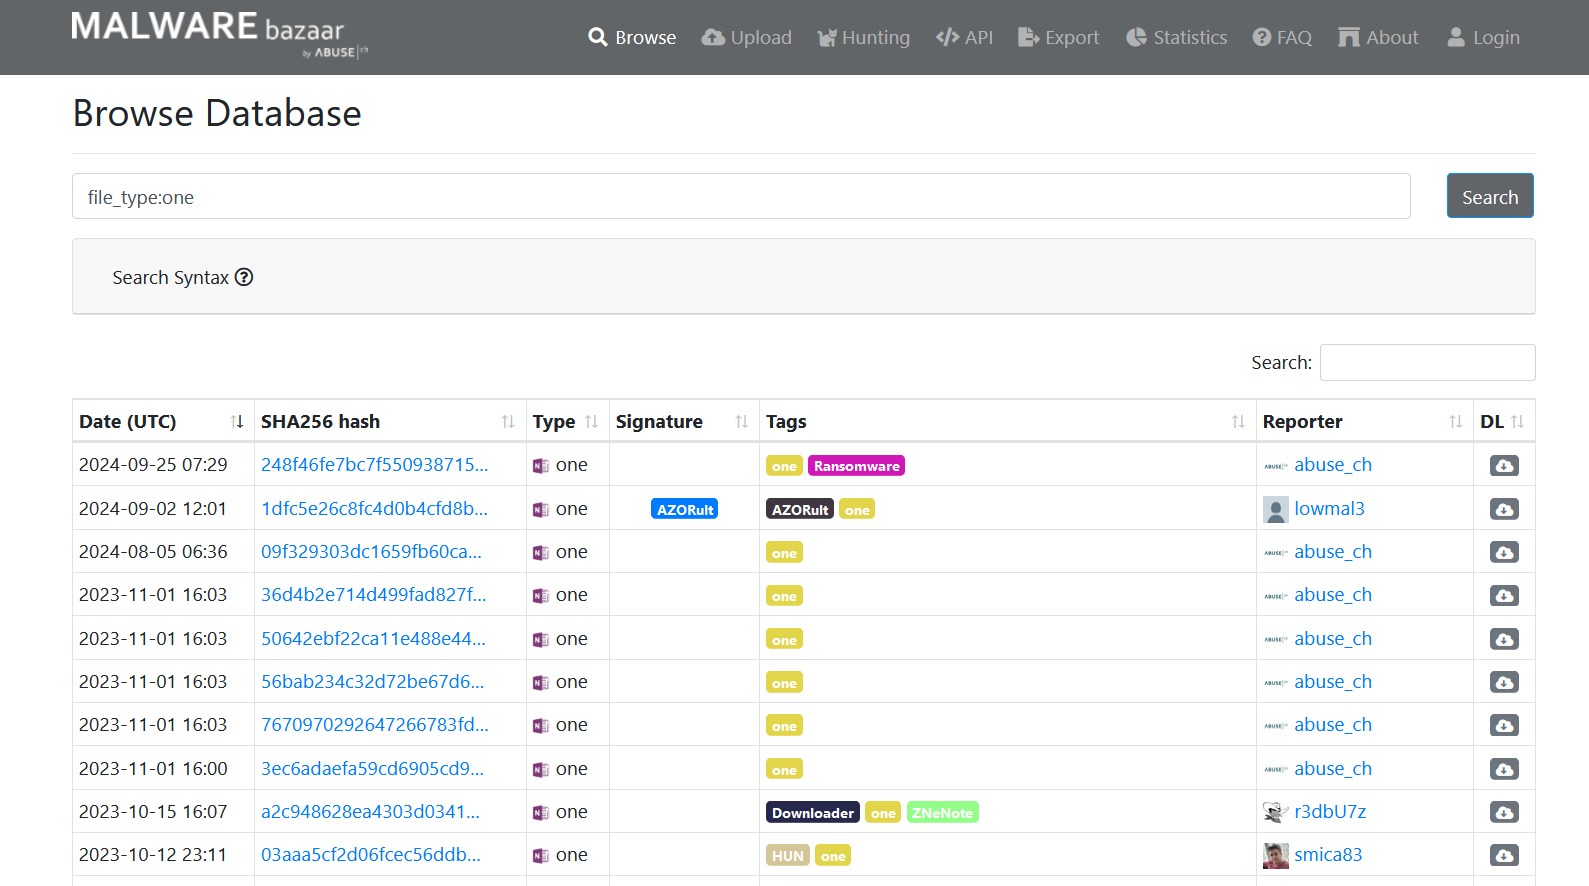 MALWARE bazaar
by ABUSE|ch
Browse Upload Hunting API Export Statistics FAQ About Login
Browse Database
file_type:one Search
Search Syntax
Search:
Date (UTC) SHA256 hash Type Signature Tags Reporter DL
2024-09-25 07:29 248f46fe7bc7f550938715... one one Ransomware abuse_ch
2024-09-02 12:01 1dfc5e26c8fc4d0b4cfd8b... one AZORult AZORult one lowmal3
2024-08-05 06:36 09f329303dc1659fb60ca... one one abuse_ch
2023-11-01 16:03 36d4b2e714d499fad827f... one one abuse_ch
2023-11-01 16:03 50642ebf22ca11e488e44... one one abuse_ch
2023-11-01 16:03 56bab234c32d72be67d6... one one abuse_ch
2023-11-01 16:03 7670970292647266783fd... one one abuse_ch
2023-11-01 16:00 3ec6adaefa59cd6905cd9... one one abuse_ch
2023-10-15 16:07 a2c948628ea4303d0341... one Downloader one ZNeNote r3dbU7z
2023-10-12 23:11 03aaa5cf2d06fcec56ddb... one HUN one smica83